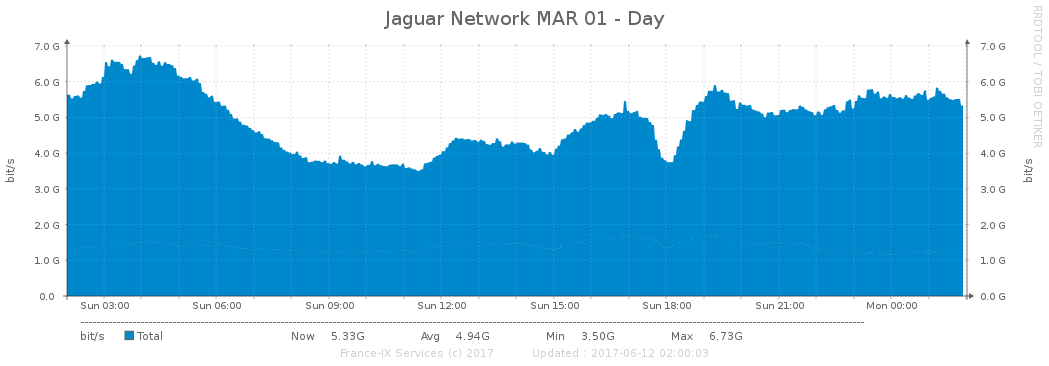 Jaguar Network MAR 01 - Day
RRDTOOL / TOBI OETIKER
7.0 G 7.0 G
6.0 G 6.0 G
5.0 G 5.0 G
4.0 G 4.0 G
3.0 G 3.0 G
2.0 G 2.0 G
1.0 G 1.0 G
0.0 0.0 G
bit/s bit/s
Sun 03:00 Sun 06:00 Sun 09:00 Sun 12:00 Sun 15:00 Sun 18:00 Sun 21:00 Mon 00:00
bit/s Total Now 5.33G Avg 4.94G Min 3.50G Max 6.73G
France-IX Services (c) 2017 Updated : 2017-06-12 02:00:03